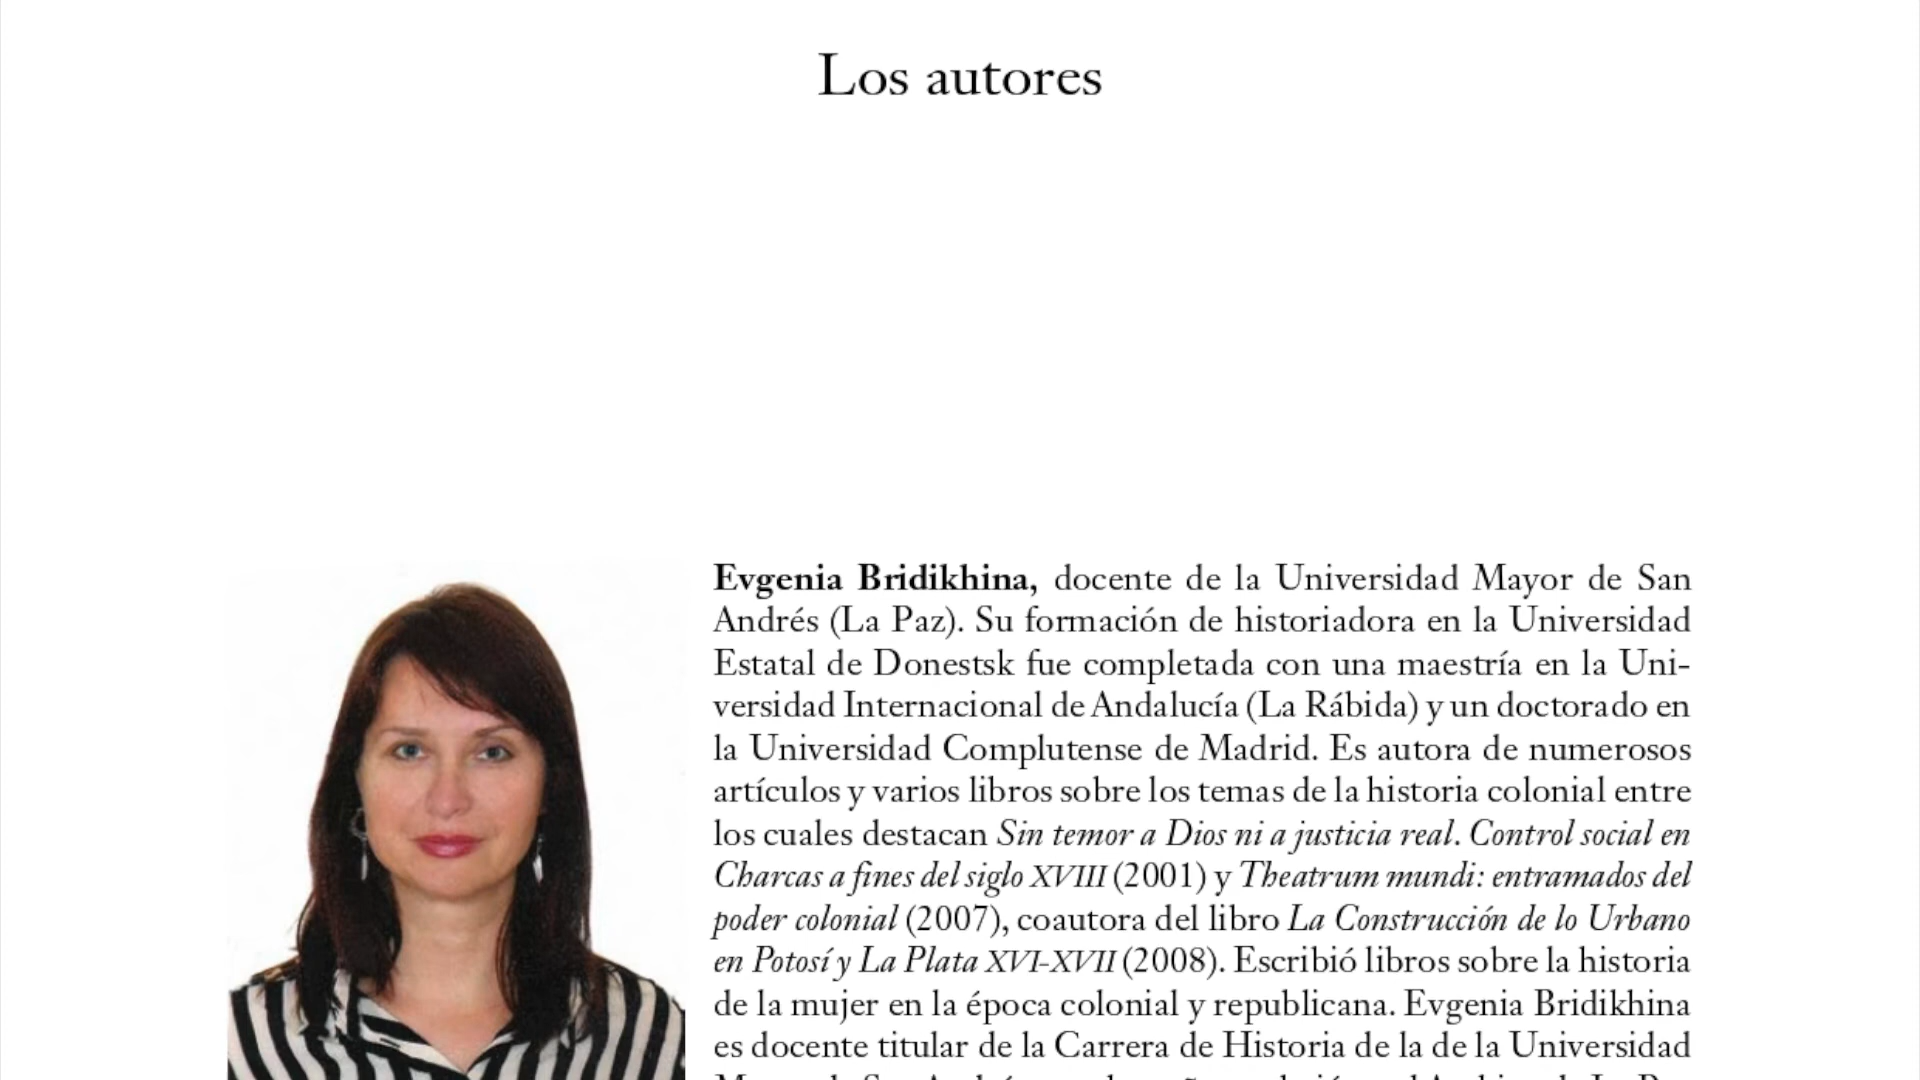 Los autores
Evgenia Bridikhina, docente de la Universidad Mayor de San
Andrés (La Paz). Su formación de historiadora en la Universidad
Estatal de Donestsk fue completada con una maestría en la Uni-
versidad Internacional de Andalucía (La Rábida) y un doctorado en
la Universidad Complutense de Madrid. Es autora de numerosos
artículos y varios libros sobre los temas de la historia colonial entre
los cuales destacan Sin temor a Dios ni a justicia real. Control social en
Charcas a fines del siglo XVIII (2001) y Theatrum mundi: entramados del
poder colonial (2007), coautora del libro La Construcción de lo Urbano
en Potosí y La Plata XVI-XVII (2008). Escribió libros sobre la historia
de la mujer en la época colonial y republicana. Evgenia Bridikhina
es docente titular de la Carrera de Historia de la de la Universidad